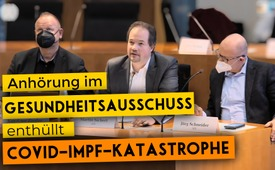 Anhörung im
GESUNDHEITSAUSSCHUSS
enthüllt
COVID-IMPF-KATASTROPHE